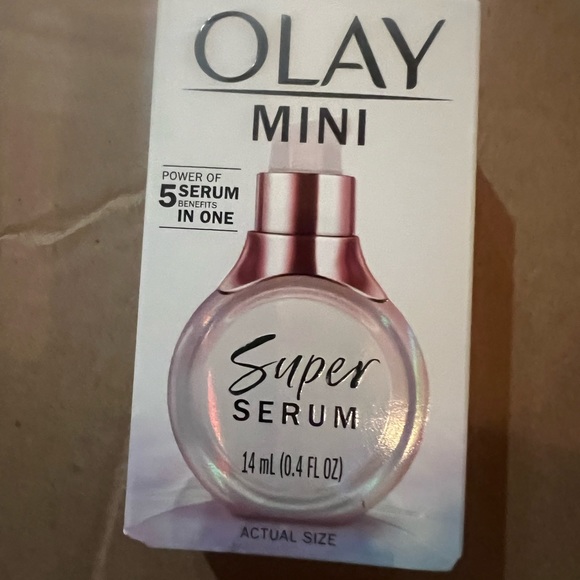 OLAY
MINI
POWER OF
5 SERUM
BENEFITS
IN ONE
Super
SERUM
14 mL (0.4 FL OZ)
ACTUAL SIZE